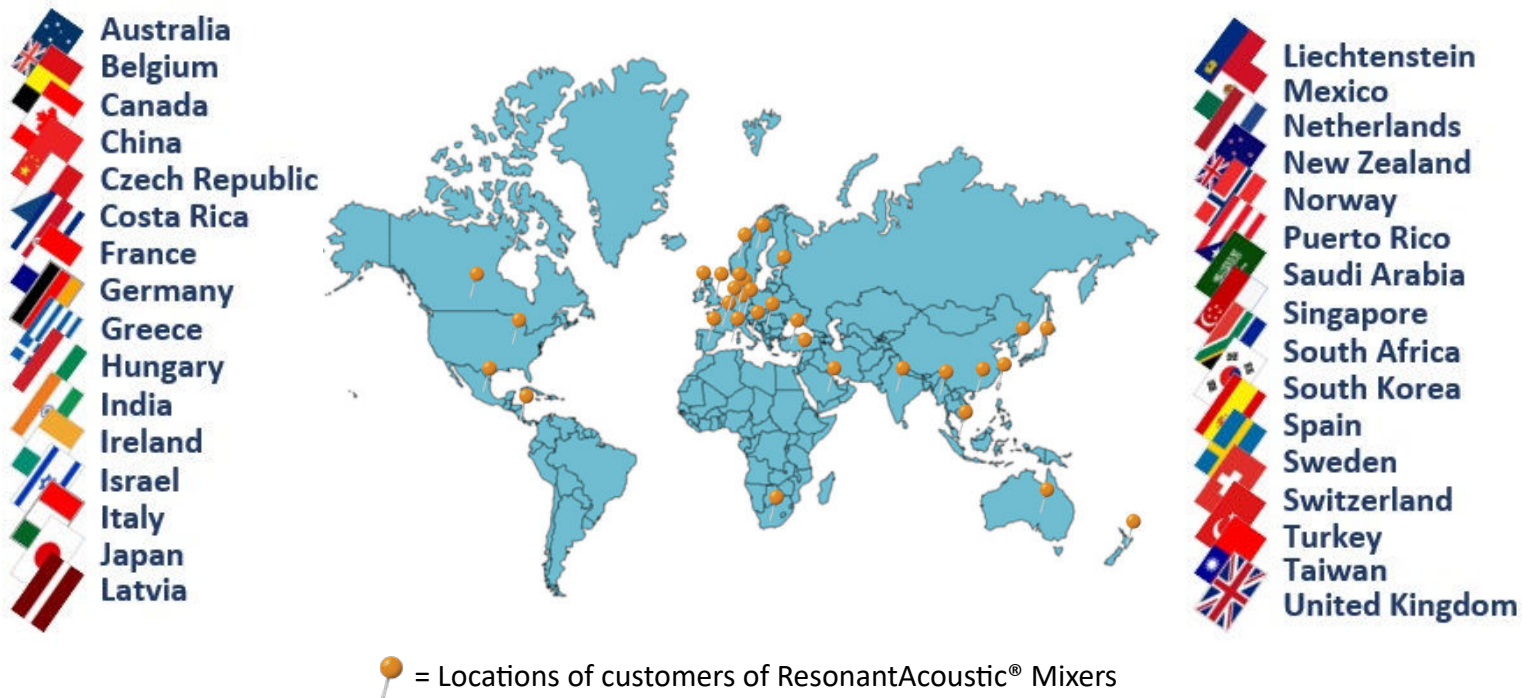 Australia
Belgium
Canada
China
Czech Republic
Costa Rica
France
Germany
Greece
Hungary
India
Ireland
Israel
Italy
Japan
Latvia
Liechtenstein
Mexico
Netherlands
New Zealand
Norway
Puerto Rico
Saudi Arabia
Singapore
South Africa
South Korea
Spain
Sweden
Switzerland
Turkey
Taiwan
United Kingdom
= Locations of customers of ResonantAcoustic® Mixers